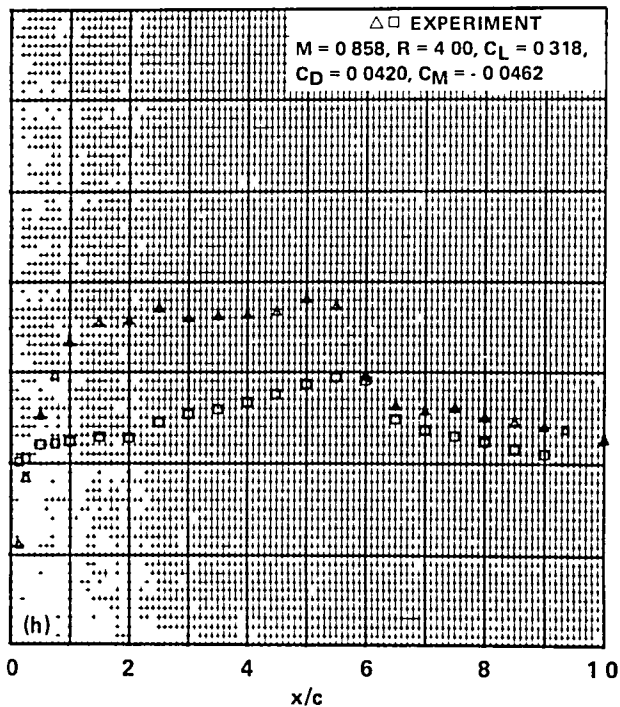 △ □ EXPERIMENT
M = 0 858, R = 4 00, CL = 0 318,
CD = 0 0420, CM = - 0 0462
(h)
0 2 4 6 8 1 0
x/c